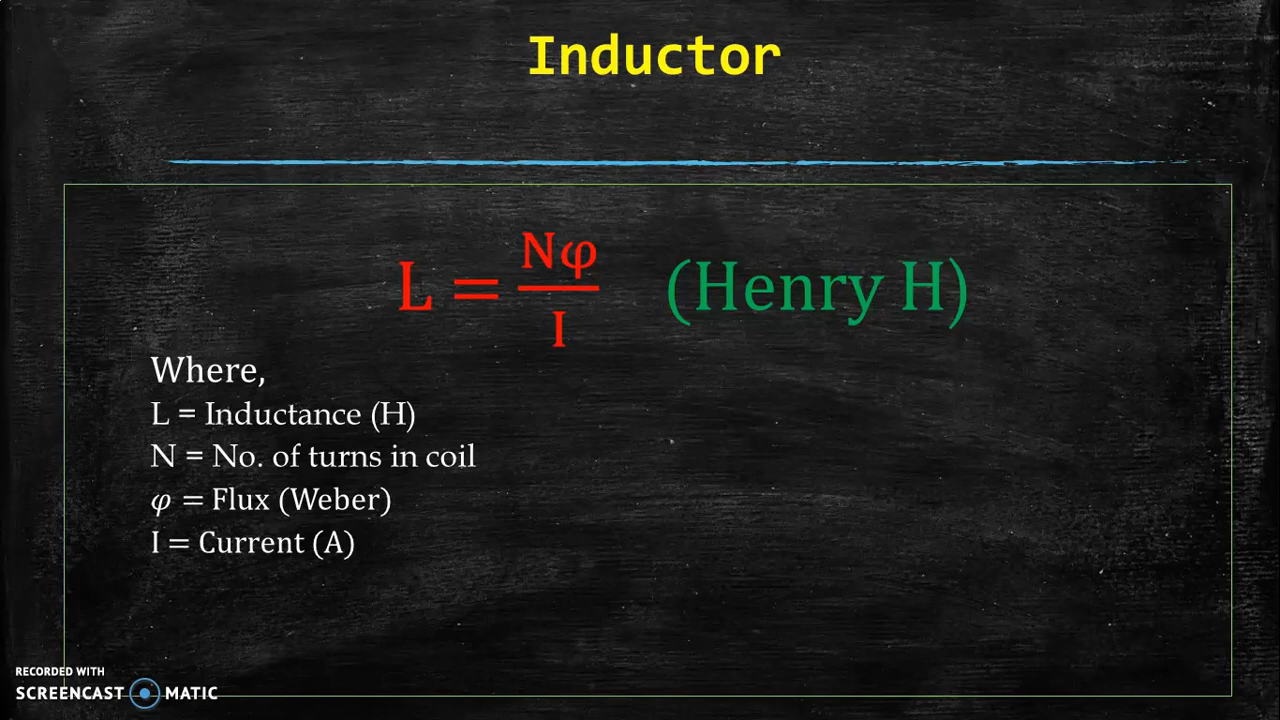 Inductor
L = Nφ/I (Henry H)
Where,
L = Inductance (H)
N = No. of turns in coil
φ = Flux (Weber)
I = Current (A)
RECORDED WITH
SCREENCAST MATIC